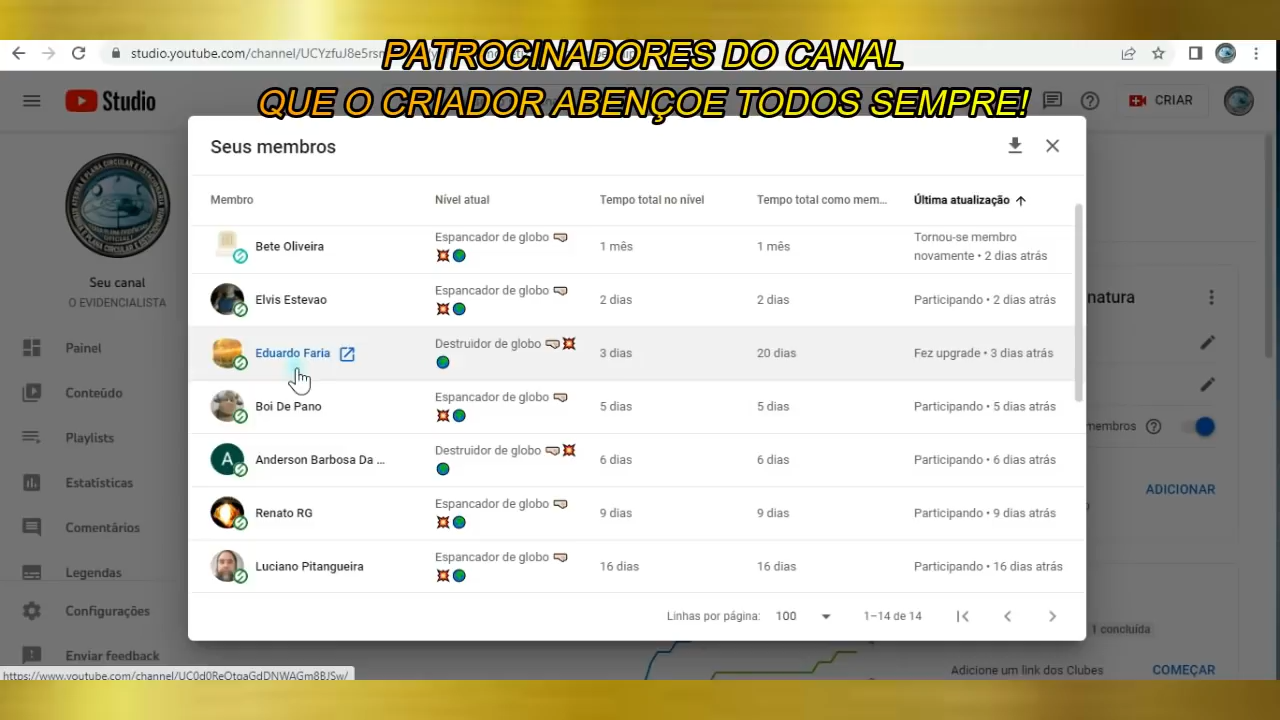 PATROCINADORES DO CANAL
QUE O CRIADOR ABENÇOE TODOS SEMPRE!
studio.youtube.com/channel/UCYzfuJ8e5rsr
Studio
CRIAR
Seus membros
Membro
Nível atual
Tempo total no nível
Tempo total como mem...
Última atualização
Bete Oliveira
Espancador de globo
1 mês
1 mês
Tornou-se membro
novamente • 2 dias atrás
Elvis Estevao
Espancador de globo
2 dias
2 dias
Participando • 2 dias atrás
Eduardo Faria
Destruidor de globo
3 dias
20 dias
Fez upgrade • 3 dias atrás
Boi De Pano
Espancador de globo
5 dias
5 dias
Participando • 5 dias atrás
A
Anderson Barbosa Da ...
Destruidor de globo
6 dias
6 dias
Participando • 6 dias atrás
Renato RG
Espancador de globo
9 dias
9 dias
Participando • 9 dias atrás
Luciano Pitangueira
Espancador de globo
16 dias
16 dias
Participando • 16 dias atrás
Linhas por página:
100
1–14 de 14
Seu canal
O EVIDENCIALISTA
Painel
Conteúdo
Playlists
Estatísticas
Comentários
Legendas
Configurações
Enviar feedback
natura
membros
ADICIONAR
1 concluída
Adicione um link dos Clubes
COMEÇAR